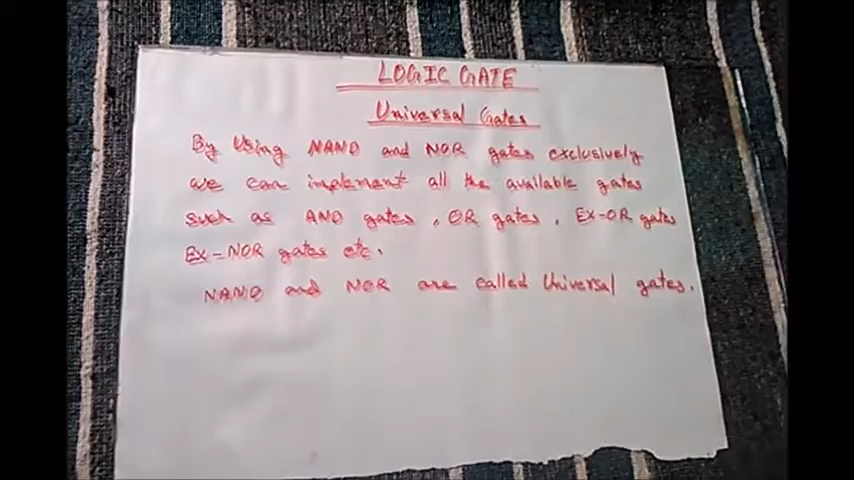 LOGIC GATE
Universal Gates
By Using NAND and NOR gates exclusively
we can implement all the available gates
such as AND gates, OR gates, EX-OR gates
EX-NOR gates etc.
NAND and NOR are called Universal gates.